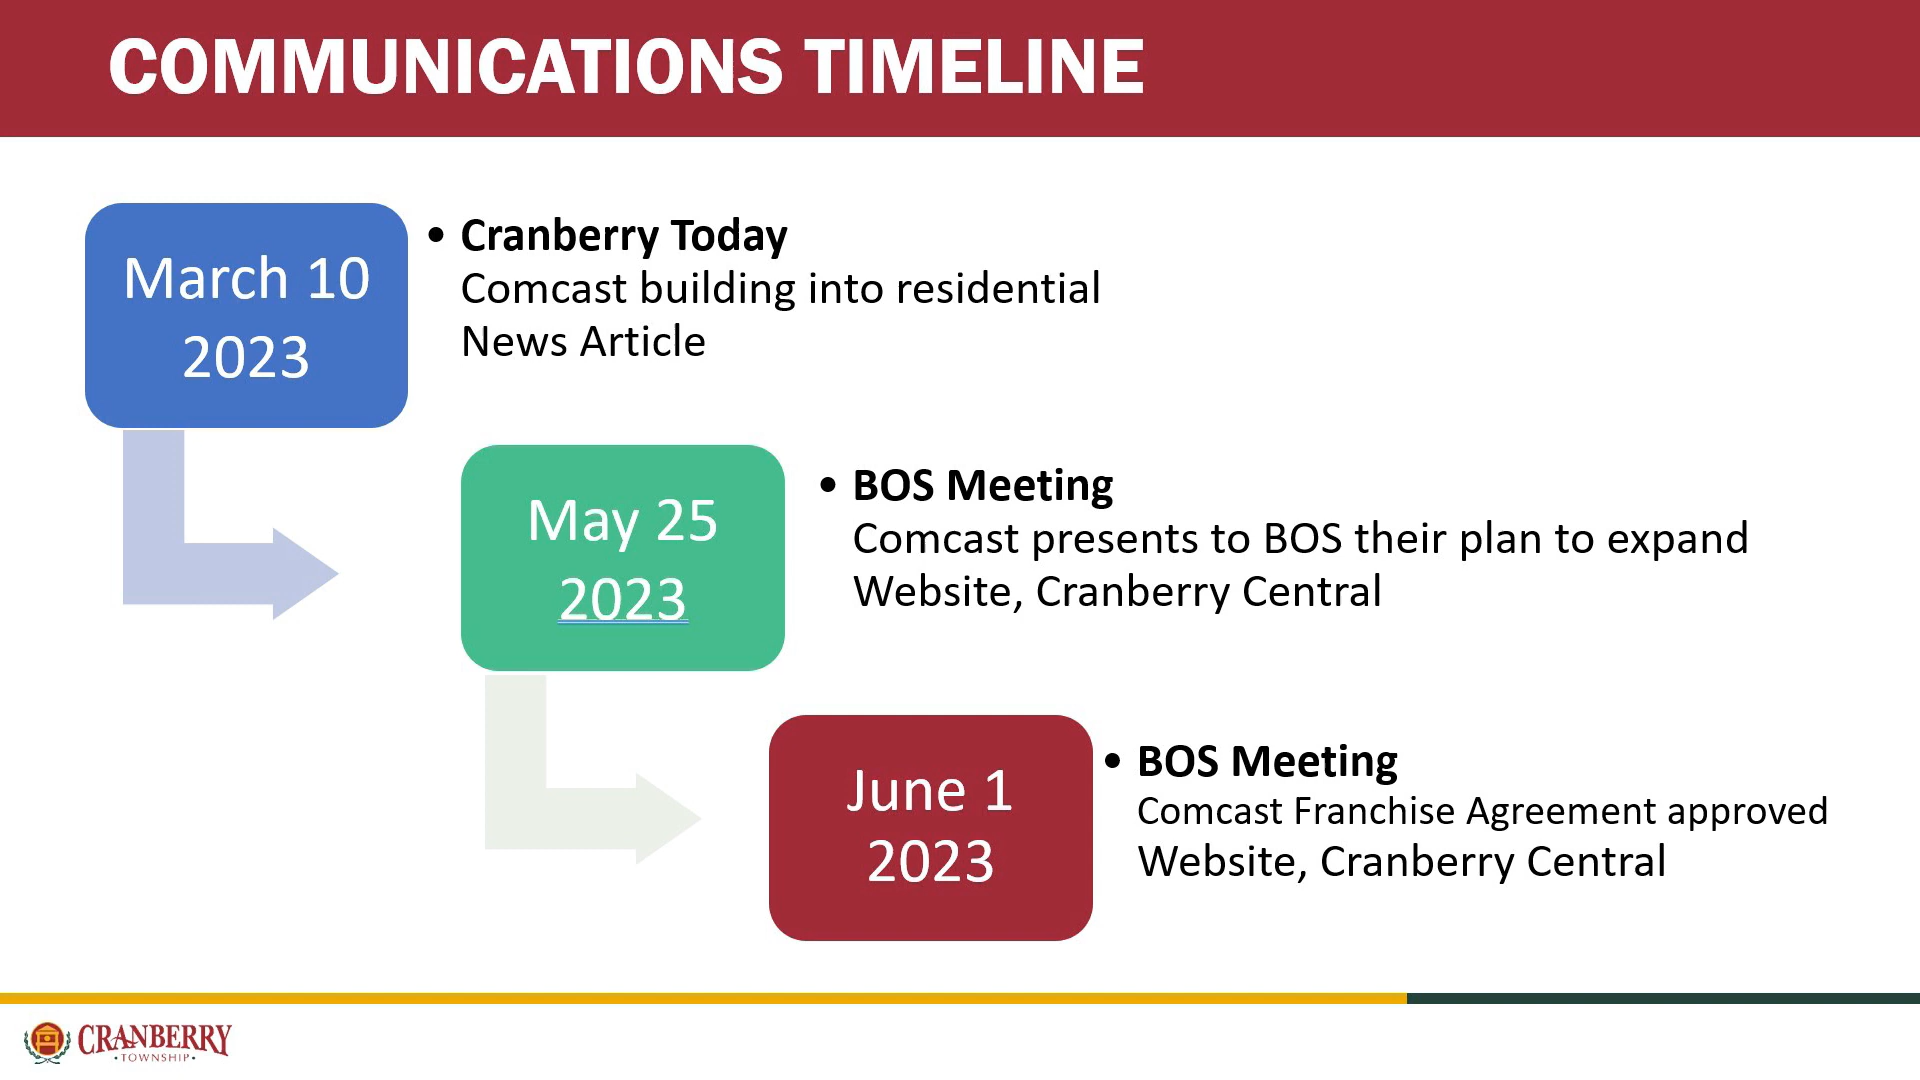 COMMUNICATIONS TIMELINE
March 10
2023
• Cranberry Today
Comcast building into residential
News Article
May 25
2023
• BOS Meeting
Comcast presents to BOS their plan to expand
Website, Cranberry Central
June 1
2023
• BOS Meeting
Comcast Franchise Agreement approved
Website, Cranberry Central
CRANBERRY
•TOWNSHIP•